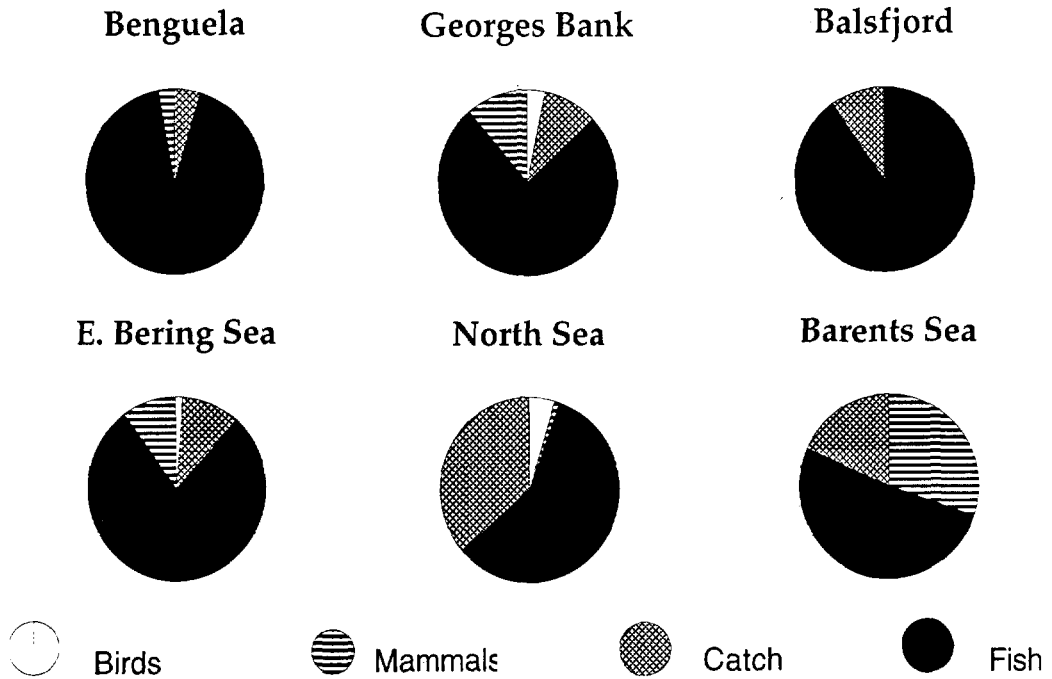 Benguela Georges Bank Balsfjord
E. Bering Sea North Sea Barents Sea
Birds Mammals Catch Fish